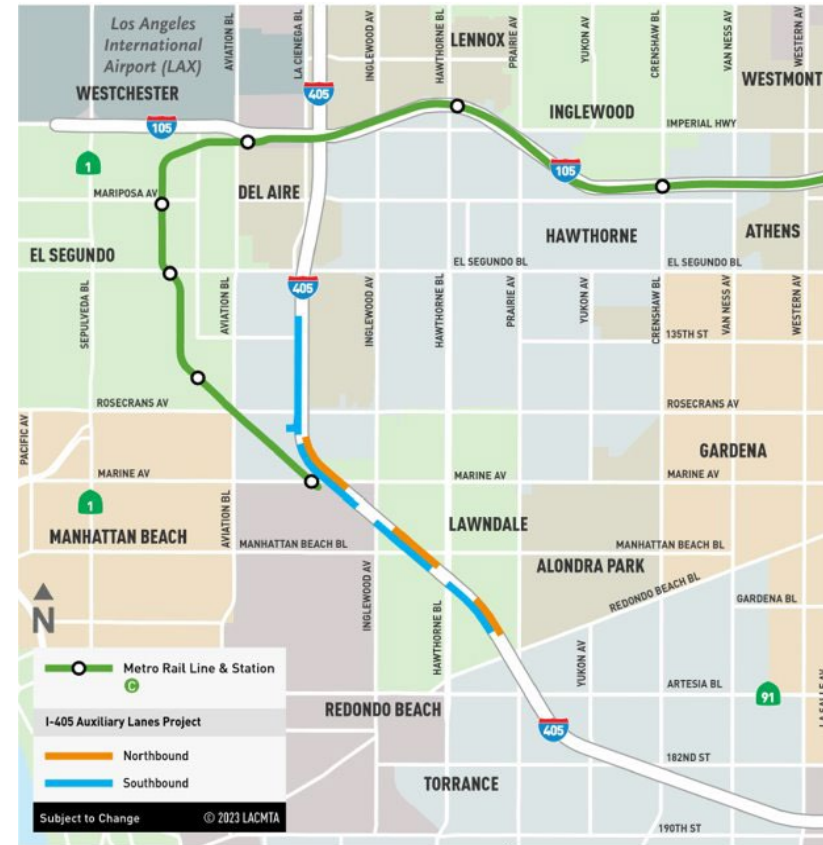 Los Angeles
International
Airport (LAX)
AVIATION BL
LA CIENEGA BL
INGLEWOOD AV
HAWTHORNE BL
LENNOX
PRAIRIE AV
YUKON AV
CRENSHAW BL
VAN NESS AV
WESTERN AV
WESTMONT
WESTCHESTER
405
INGLEWOOD
IMPERIAL HWY
105
1
105
MARIPOSA AV
DEL AIRE
HAWTHORNE
ATHENS
EL SEGUNDO
EL SEGUNDO BL
EL SEGUNDO BL
405
SEPULVEDA BL
AVIATION BL
INGLEWOOD AV
HAWTHORNE BL
PRAIRIE AV
YUKON AV
CRENSHAW BL
VAN NESS AV
WESTERN AV
135TH ST
ROSECRANS AV
ROSECRANS AV
PACIFIC AV
GARDENA
MARINE AV
MARINE AV
MARINE AV
1
MANHATTAN BEACH
AVIATION BL
MANHATTAN BEACH BL
LAWNDALE
MANHATTAN BEACH BL
ALONDRA PARK
REDONDO BEACH BL
GARDENA BL
N
INGLEWOOD AV
HAWTHORNE BL
YUKON AV
ARTESIA BL
91
LA SALLE AV
Metro Rail Line & Station
C
I-405 Auxiliary Lanes Project
Northbound
Southbound
Subject to Change
© 2023 LACMTA
REDONDO BEACH
405
182ND ST
TORRANCE
190TH ST